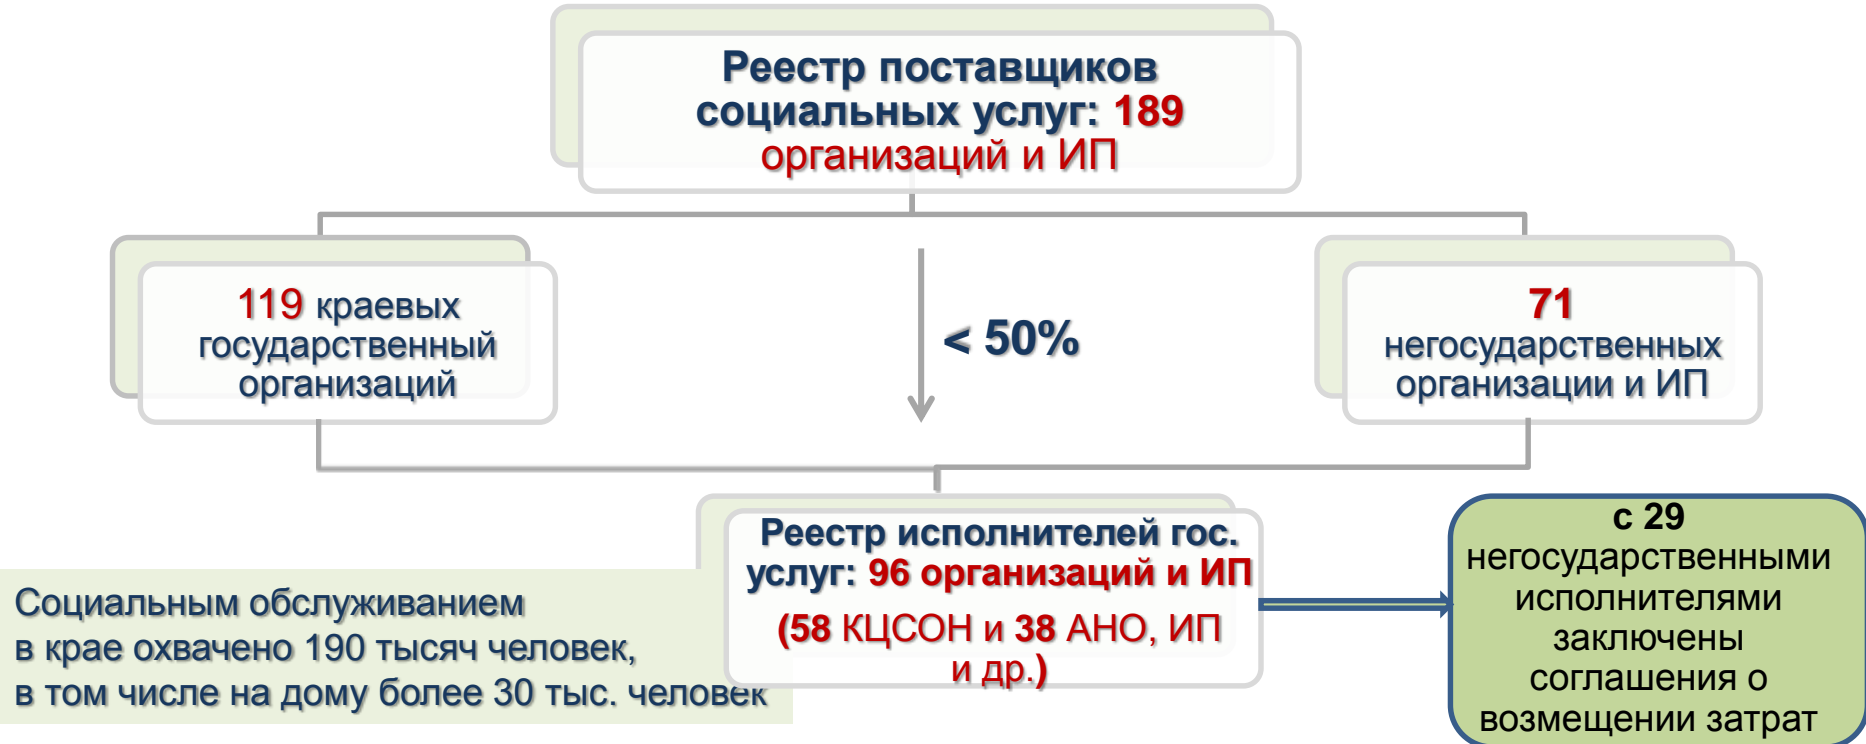 Реестр поставщиков
социальных услуг: 189
организаций и ИП
119 краевых
государственный
организаций
< 50%
71
негосударственных
организации и ИП
Реестр исполнителей гос.
услуг: 96 организаций и ИП
(58 КЦСОН и 38 АНО, ИП
и др.)
с 29
негосударственными
исполнителями
заключены
соглашения о
возмещении затрат
Социальным обслуживанием
в крае охвачено 190 тысяч человек,
в том числе на дому более 30 тыс. человек